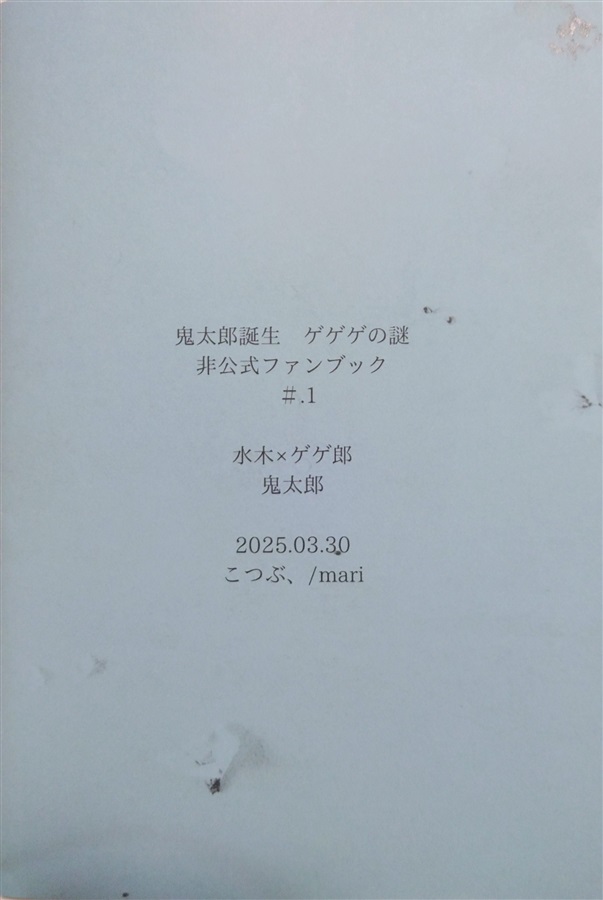 鬼太郎誕生　ゲゲゲの謎
非公式ファンブック
＃.1
水木×ゲゲ郎
鬼太郎
2025.03.30
こつぶ、/mari